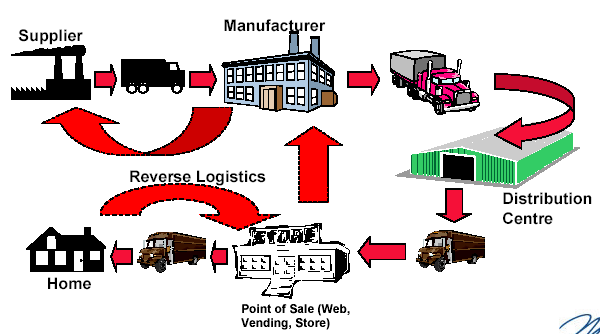 Manufacturer
Supplier
Reverse Logistics
Distribution
Centre
STORE
Home
Point of Sale (Web,
Vending, Store)